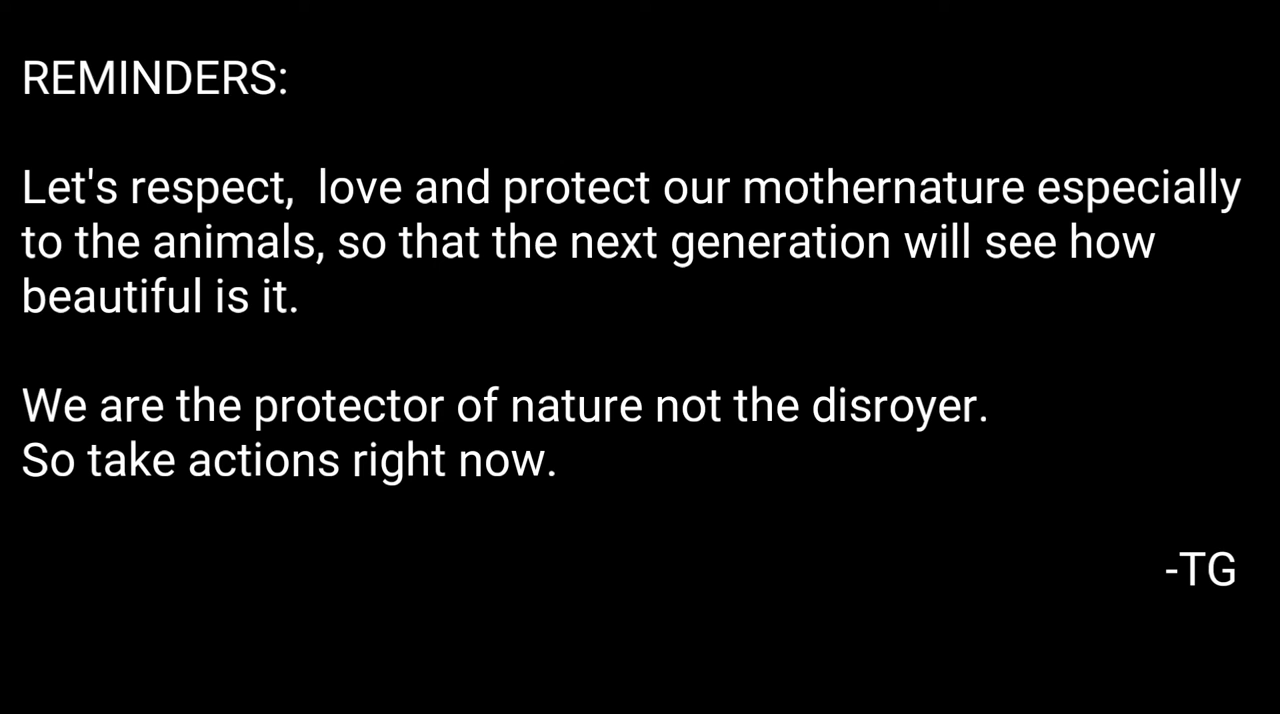 REMINDERS:
Let's respect,  love and protect our mothernature especially
to the animals, so that the next generation will see how
beautiful is it.
We are the protector of nature not the disroyer.
So take actions right now.
-TG